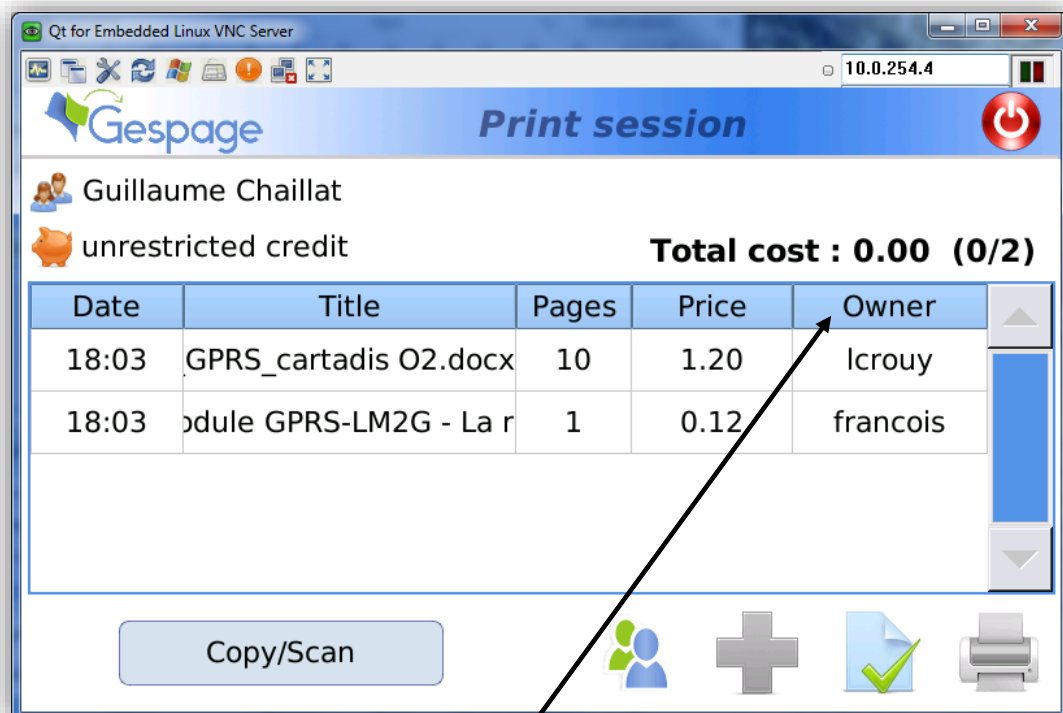 Qt for Embedded Linux VNC Server
10.0.254.4
Gespage
Print session
Guillaume Chaillat
unrestricted credit
Total cost : 0.00 (0/2)
Date Title Pages Price Owner
18:03 _GPRS_cartadis O2.docx 10 1.20 lcrouy
18:03 odule GPRS-LM2G - La r 1 0.12 francois
Copy/Scan